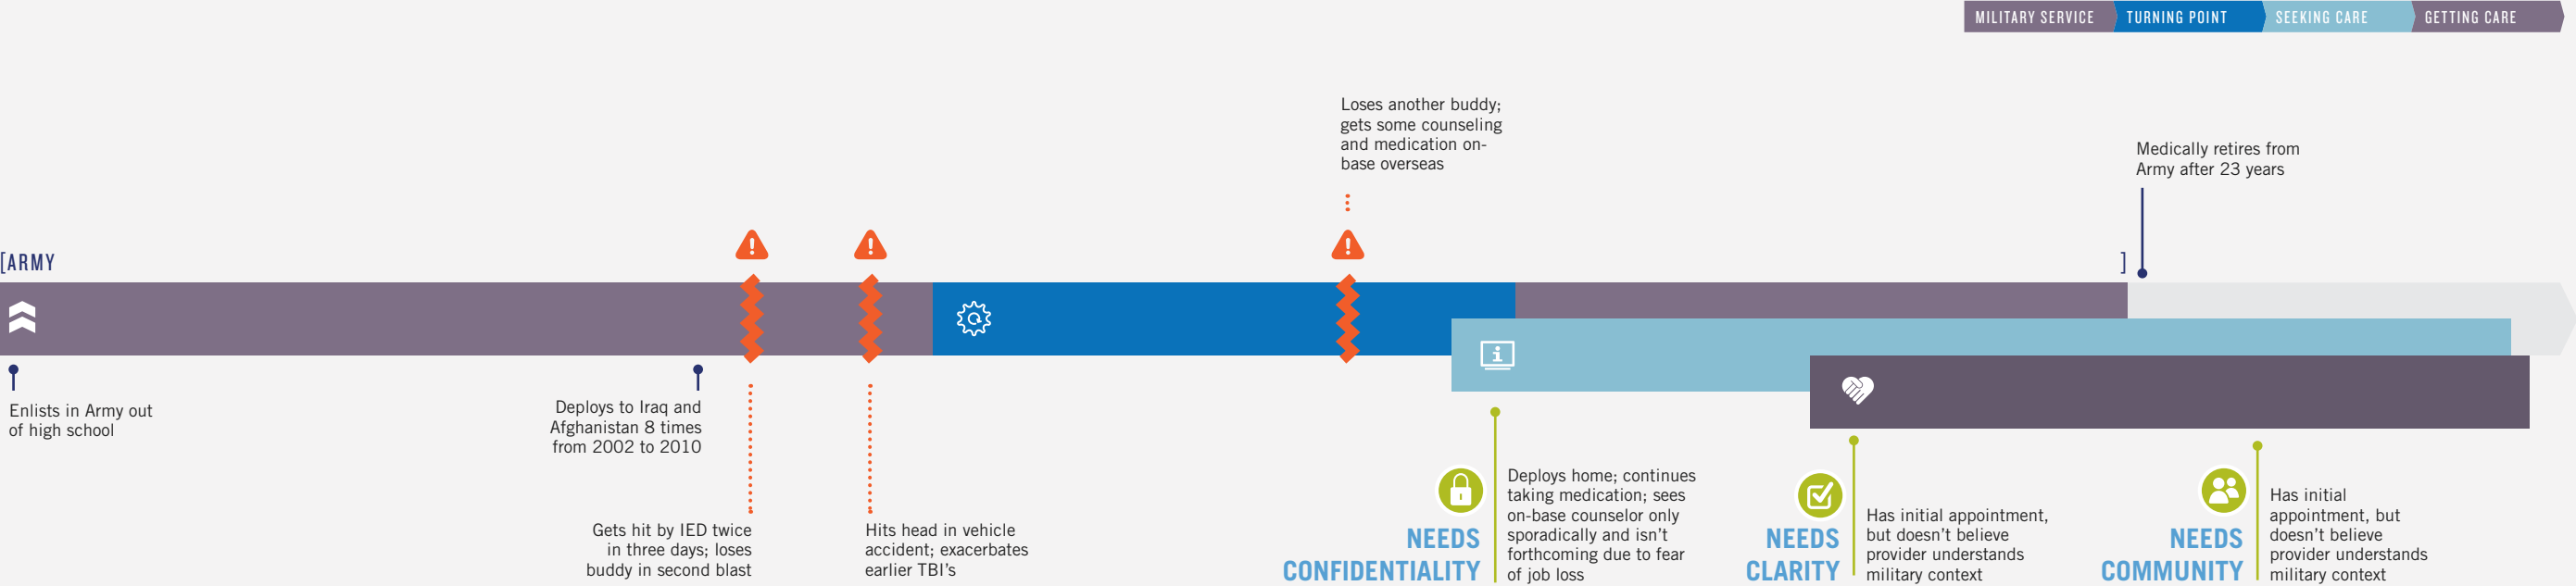 MILITARY SERVICE
TURNING POINT
SEEKING CARE
GETTING CARE
Loses another buddy;
gets some counseling
and medication on-
base overseas
Medically retires from
Army after 23 years
[ARMY
]
Enlists in Army out
of high school
Deploys to Iraq and
Afghanistan 8 times
from 2002 to 2010
Gets hit by IED twice
in three days; loses
buddy in second blast
Hits head in vehicle
accident; exacerbates
earlier TBI’s
NEEDS
CONFIDENTIALITY
Deploys home; continues
taking medication; sees
on-base counselor only
sporadically and isn’t
forthcoming due to fear
of job loss
NEEDS
CLARITY
Has initial appointment,
but doesn’t believe
provider understands
military context
NEEDS
COMMUNITY
Has initial
appointment, but
doesn’t believe
provider understands
military context